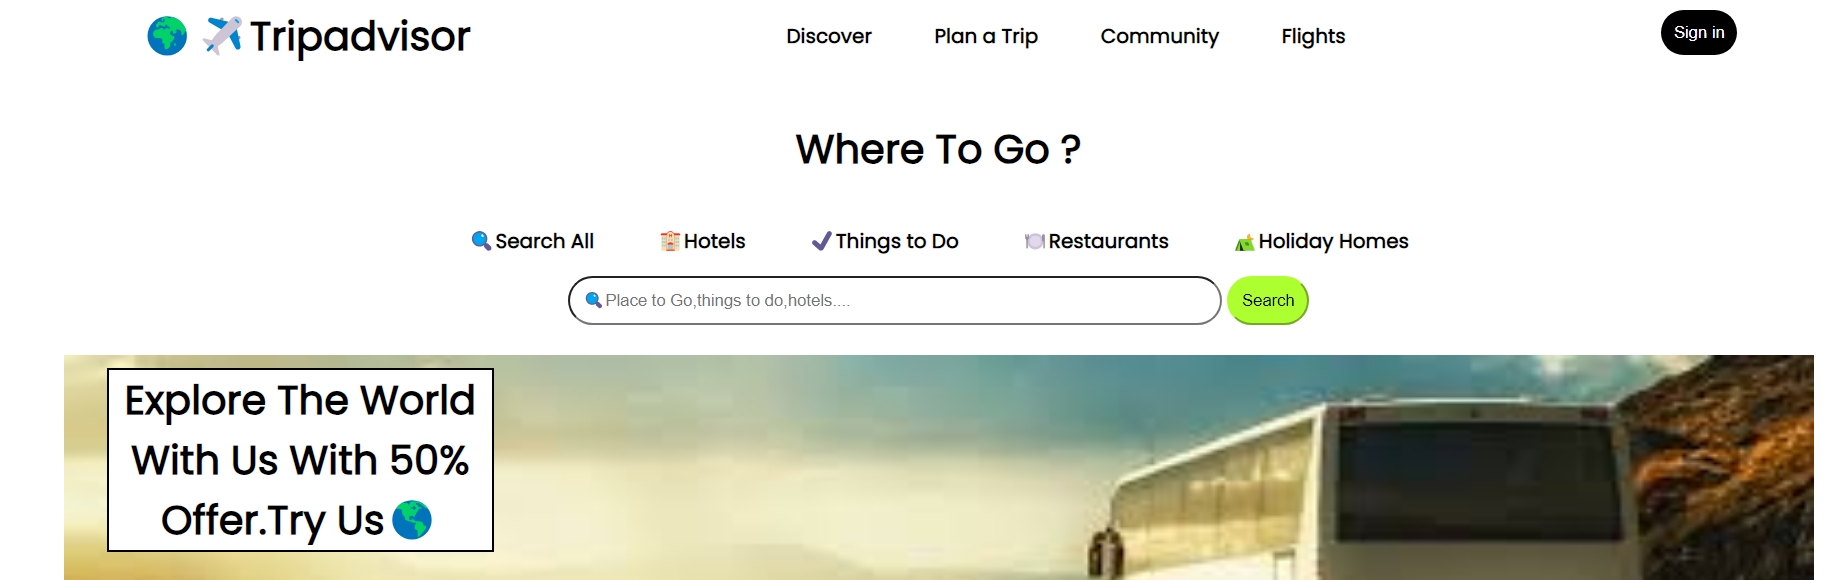 Tripadvisor
Discover
Plan a Trip
Community
Flights
Sign in
Where To Go ?
Search All
Hotels
Things to Do
Restaurants
Holiday Homes
Place to Go,things to do,hotels....
Search
Explore The World
With Us With 50%
Offer.Try Us